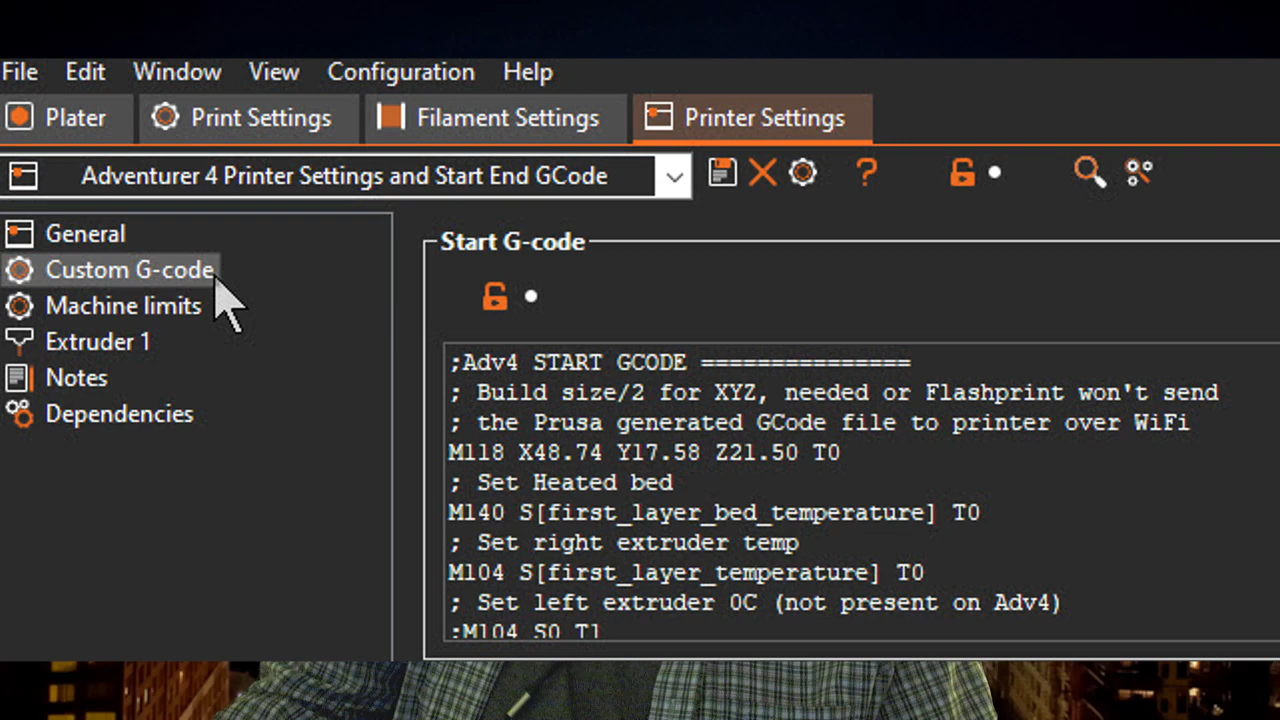 File Edit Window View Configuration Help
Plater Print Settings Filament Settings Printer Settings
Adventurer 4 Printer Settings and Start End GCode
General
Custom G-code
Machine limits
Extruder 1
Notes
Dependencies
Start G-code
;Adv4 START GCODE ===============
; Build size/2 for XYZ, needed or Flashprint won't send
; the Prusa generated GCode file to printer over WiFi
M118 X48.74 Y17.58 Z21.50 T0
; Set Heated bed
M140 S[first_layer_bed_temperature] T0
; Set right extruder temp
M104 S[first_layer_temperature] T0
; Set left extruder 0C (not present on Adv4)
;M104 S0 T1